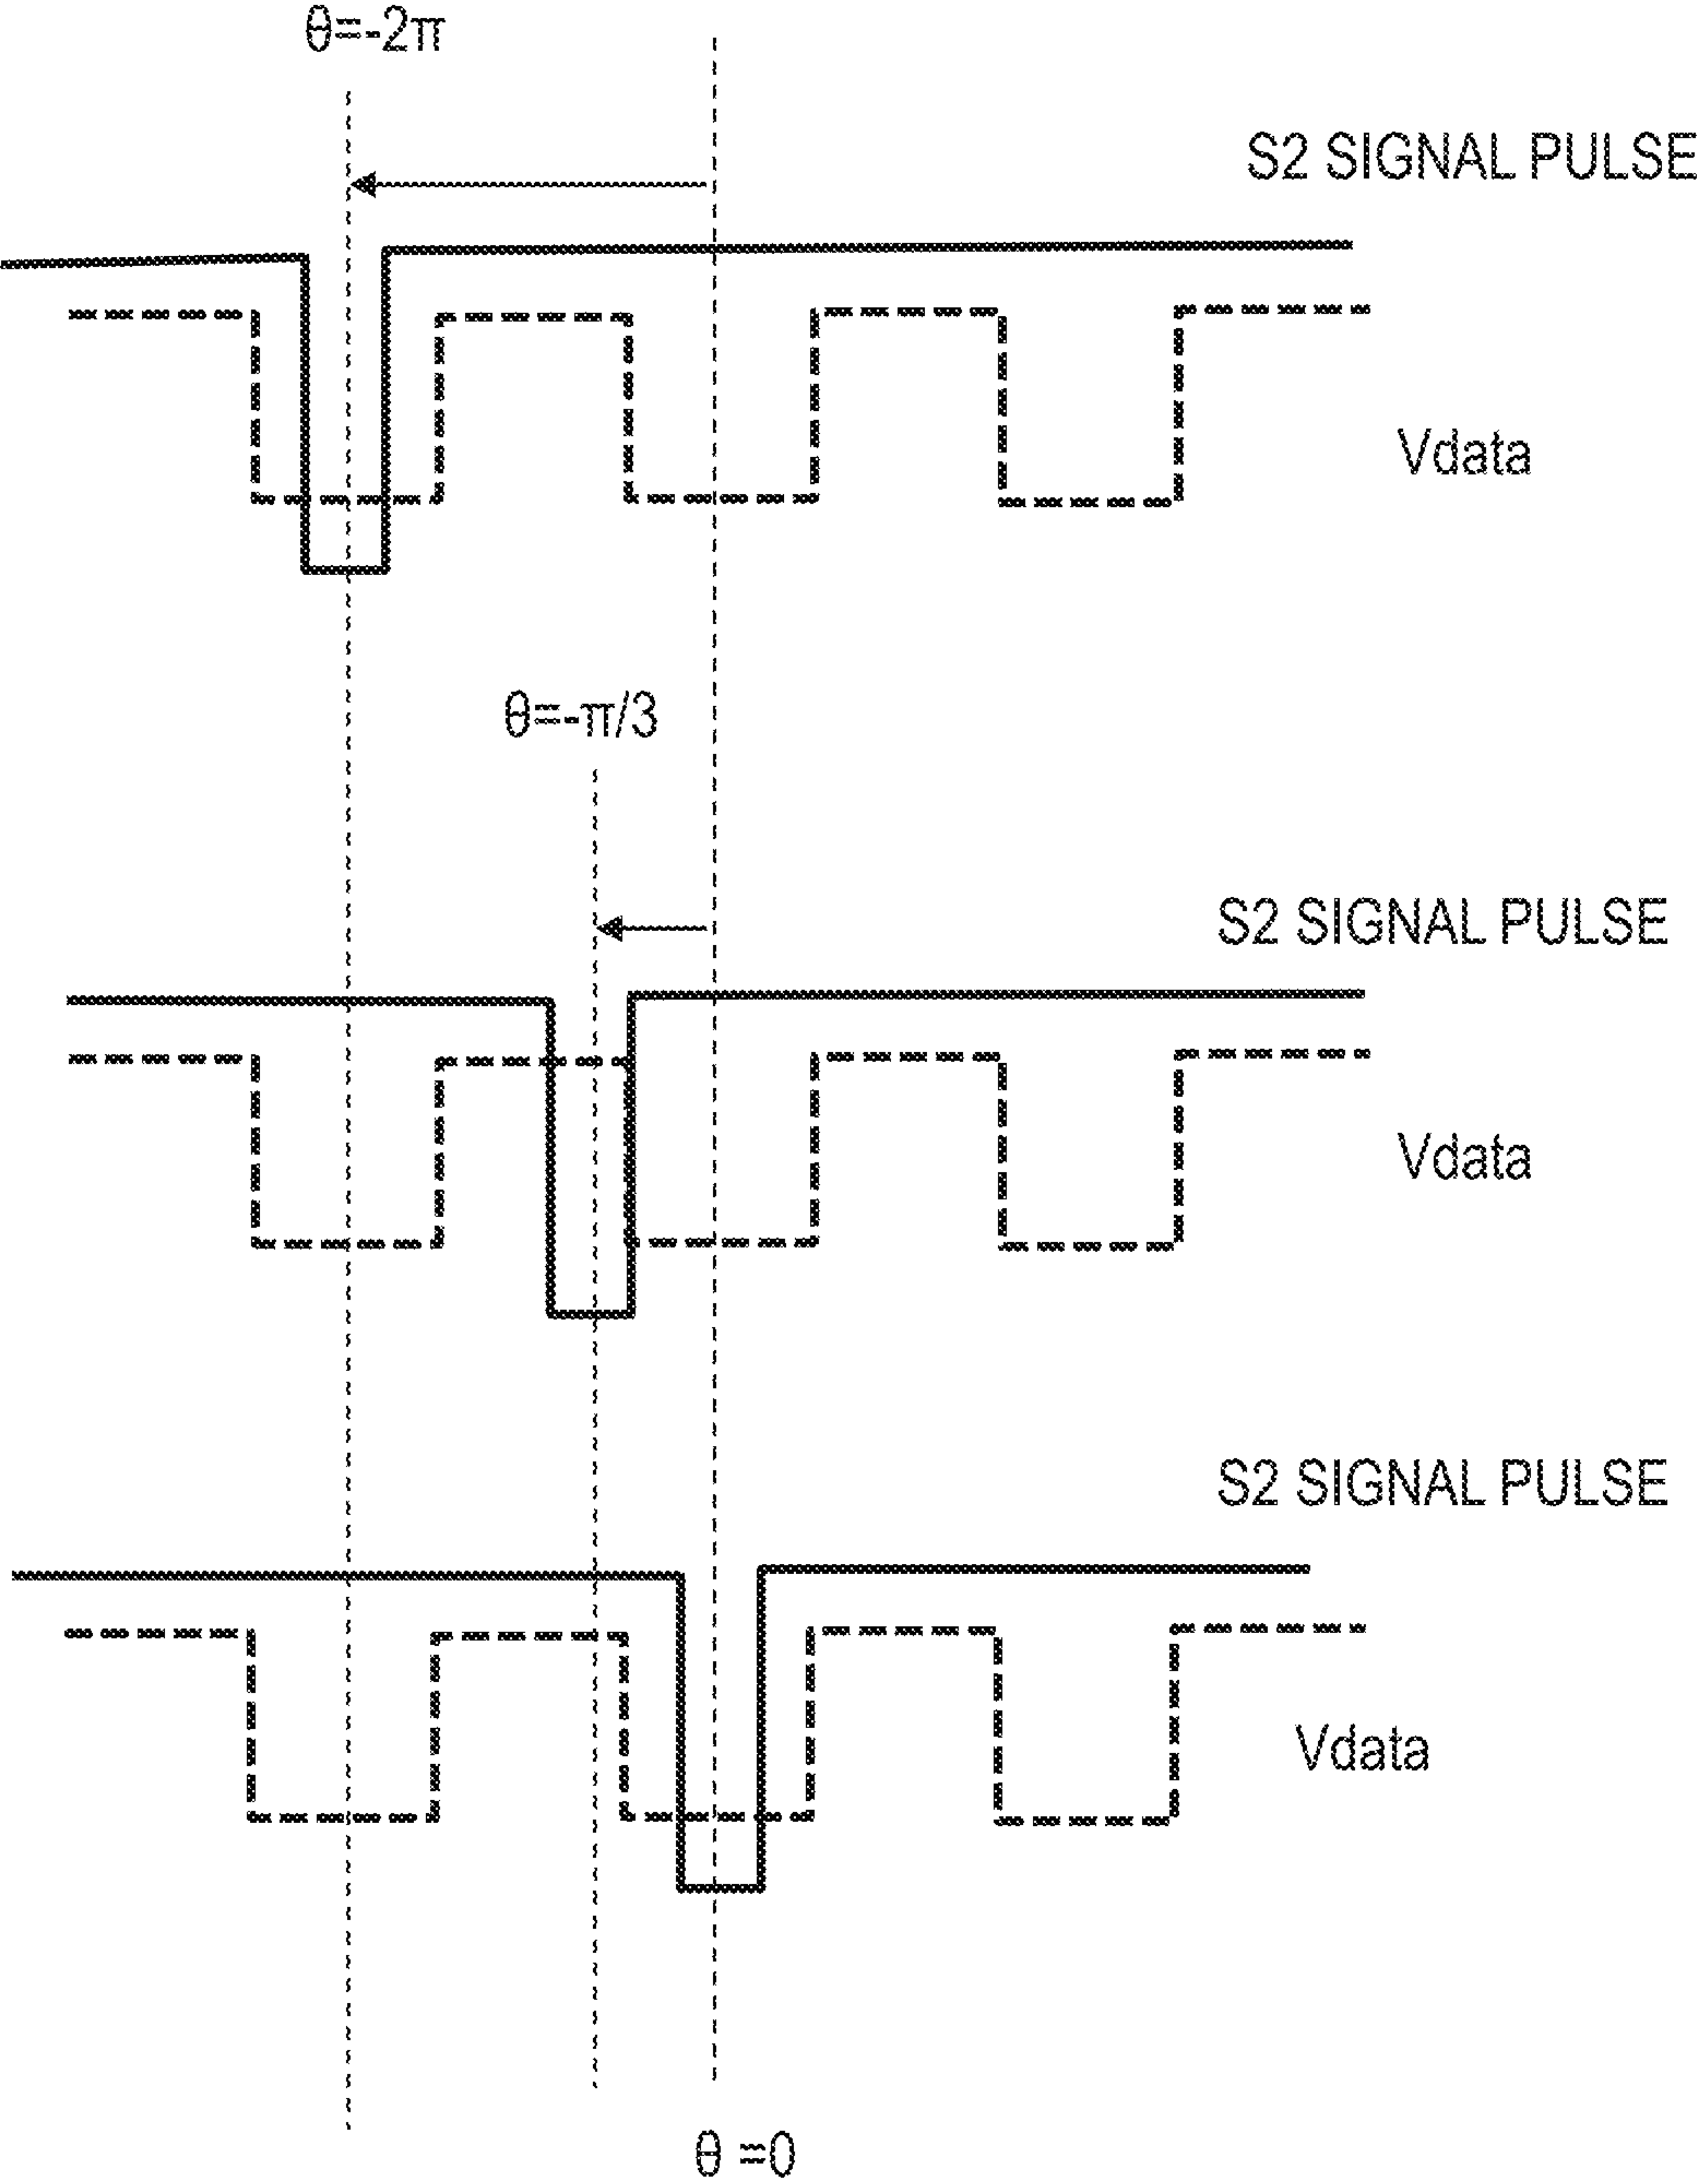 θ=-2π
S2 SIGNAL PULSE
Vdata
θ=-π/3
S2 SIGNAL PULSE
Vdata
S2 SIGNAL PULSE
Vdata
θ =0